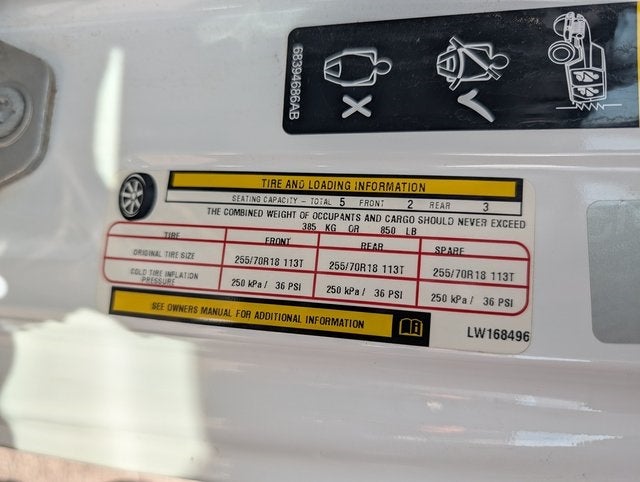 68394686AB
TIRE AND LOADING INFORMATION
SEATING CAPACITY - TOTAL 5 FRONT 2 REAR 3
THE COMBINED WEIGHT OF OCCUPANTS AND CARGO SHOULD NEVER EXCEED
385 KG OR 850 LB
TIRE FRONT REAR SPARE
ORIGINAL TIRE SIZE 255/70R18 113T 255/70R18 113T 255/70R18 113T
COLD TIRE INFLATION PRESSURE 250 kPa / 36 PSI 250 kPa / 36 PSI 250 kPa / 36 PSI
SEE OWNERS MANUAL FOR ADDITIONAL INFORMATION
LW168496